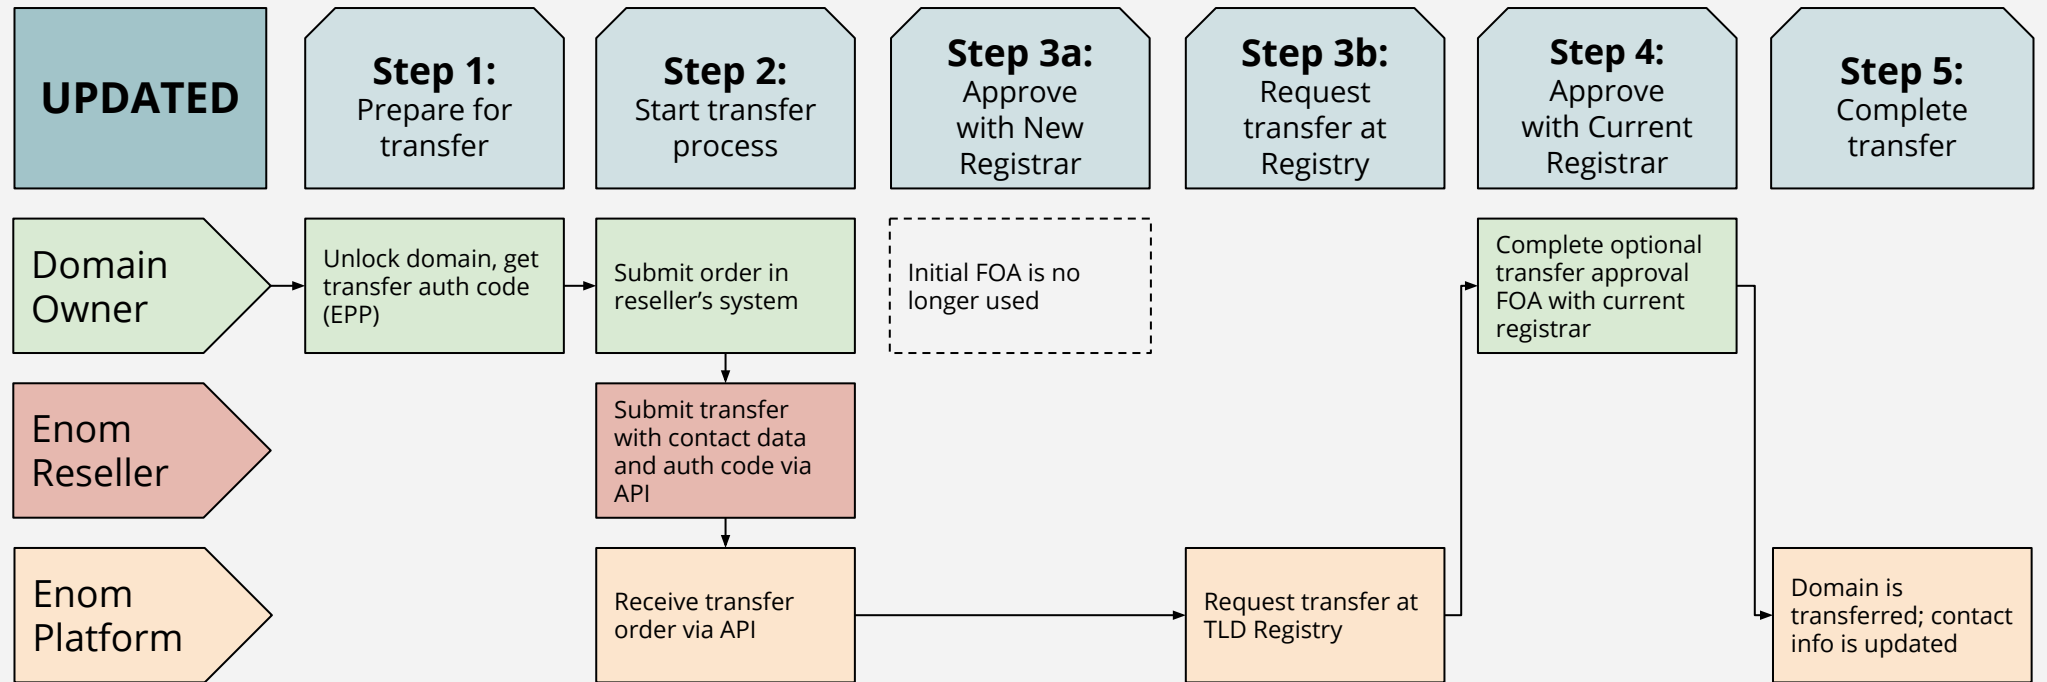 UPDATED
Step 1:
Prepare for
transfer
Step 2:
Start transfer
process
Step 3a:
Approve
with New
Registrar
Step 3b:
Request
transfer at
Registry
Step 4:
Approve
with Current
Registrar
Step 5:
Complete
transfer
Domain
Owner
Unlock domain, get
transfer auth code
(EPP)
Submit order in
reseller’s system
Initial FOA is no
longer used
Complete optional
transfer approval
FOA with current
registrar
Enom
Reseller
Submit transfer
with contact data
and auth code via
API
Enom
Platform
Receive transfer
order via API
Request transfer at
TLD Registry
Domain is
transferred; contact
info is updated